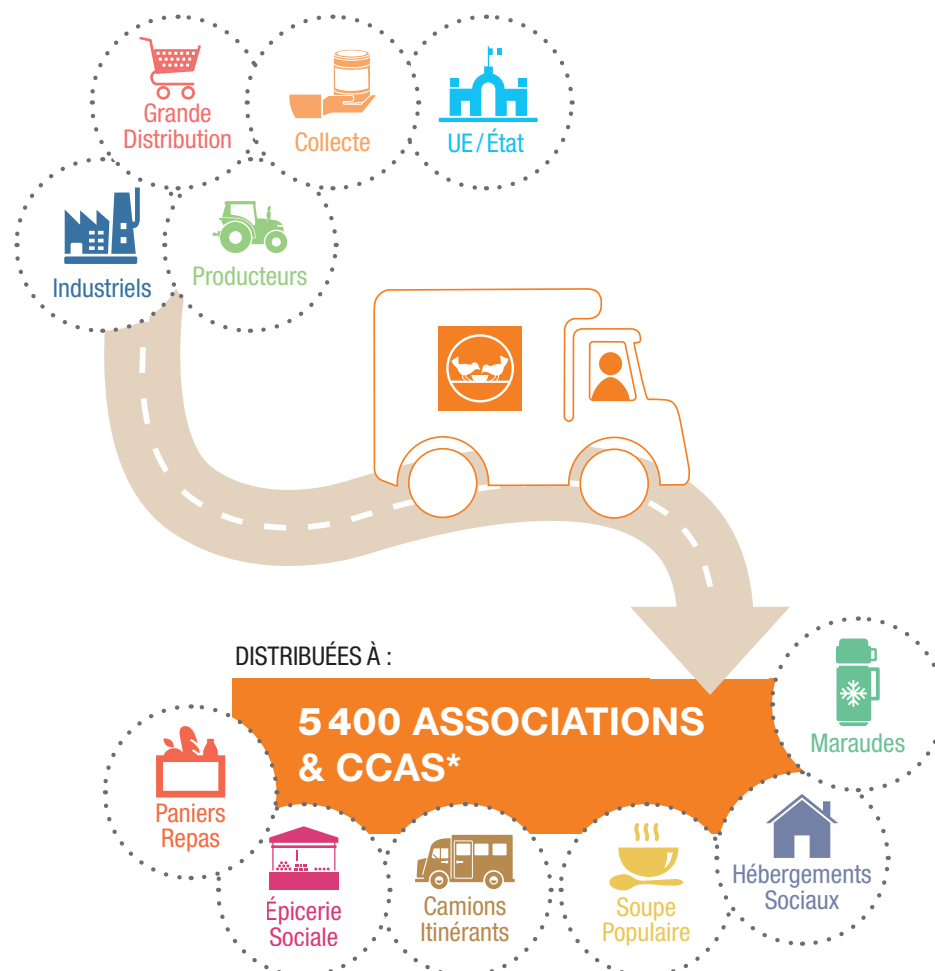 Grande
Distribution
Collecte
UE / État
Industriels
Producteurs
DISTRIBUÉES À :
5 400 ASSOCIATIONS
& CCAS*
Maraudes
Paniers
Repas
Épicerie
Sociale
Camions
Itinérants
Soupe
Populaire
Hébergements
Sociaux